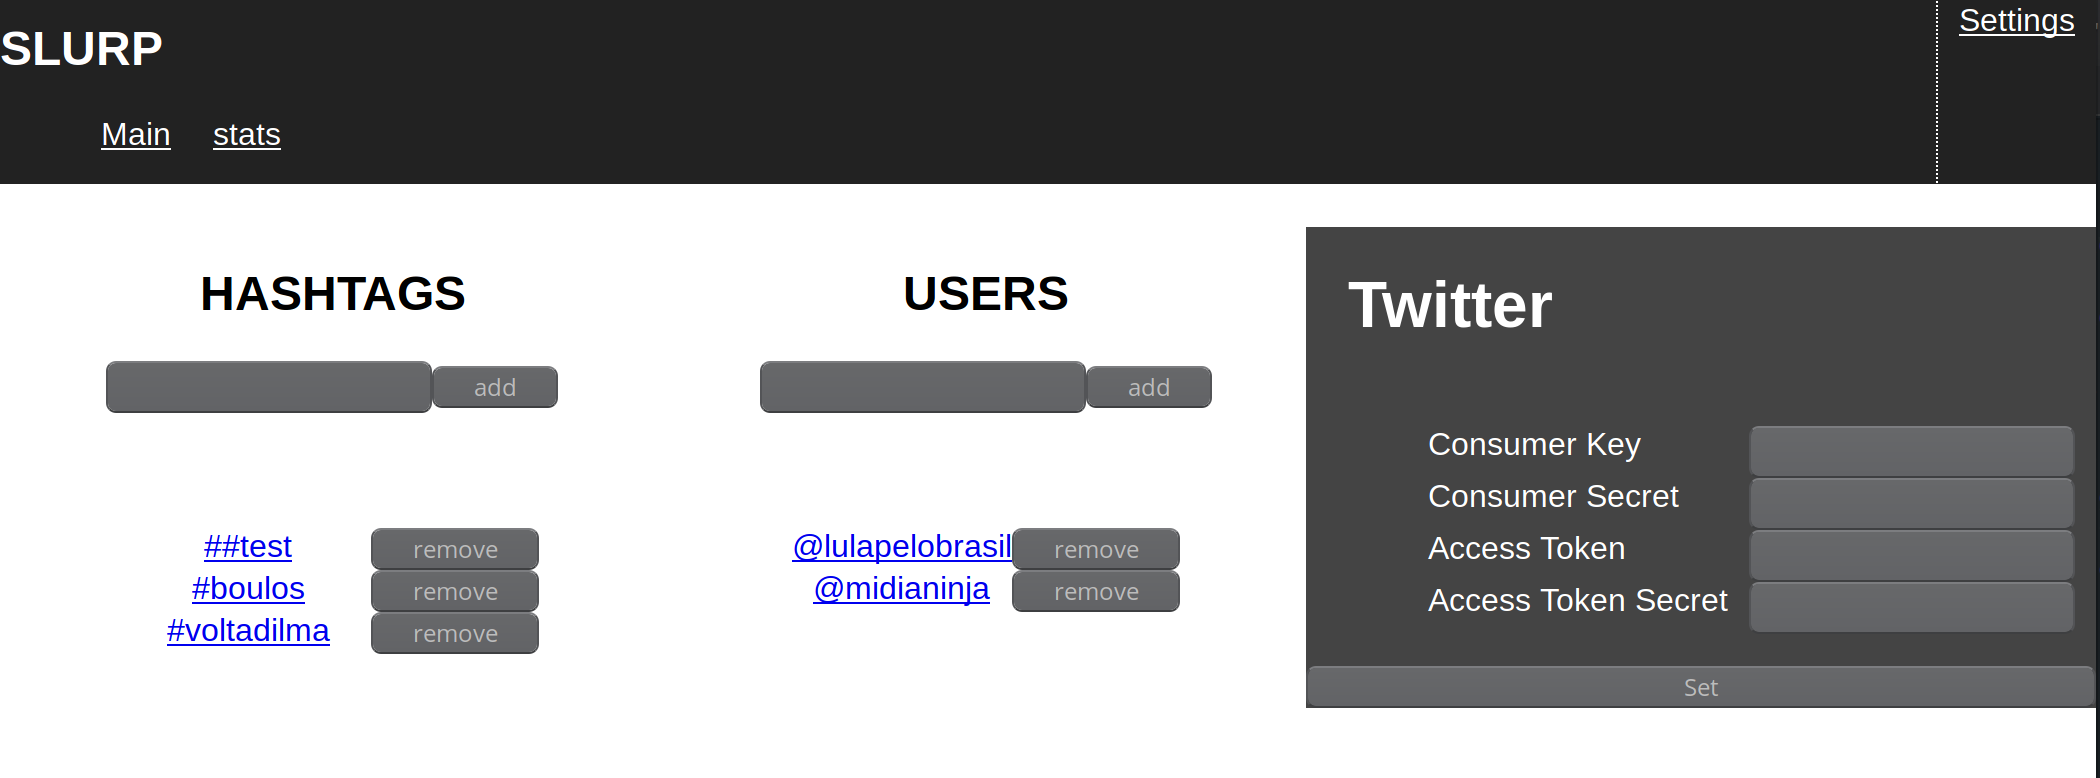 SLURP
Settings
Main stats
HASHTAGS
add
##test remove
#boulos remove
#voltadilma remove
USERS
add
@lulapelobrasil remove
@midianinja remove
Twitter
Consumer Key
Consumer Secret
Access Token
Access Token Secret
Set